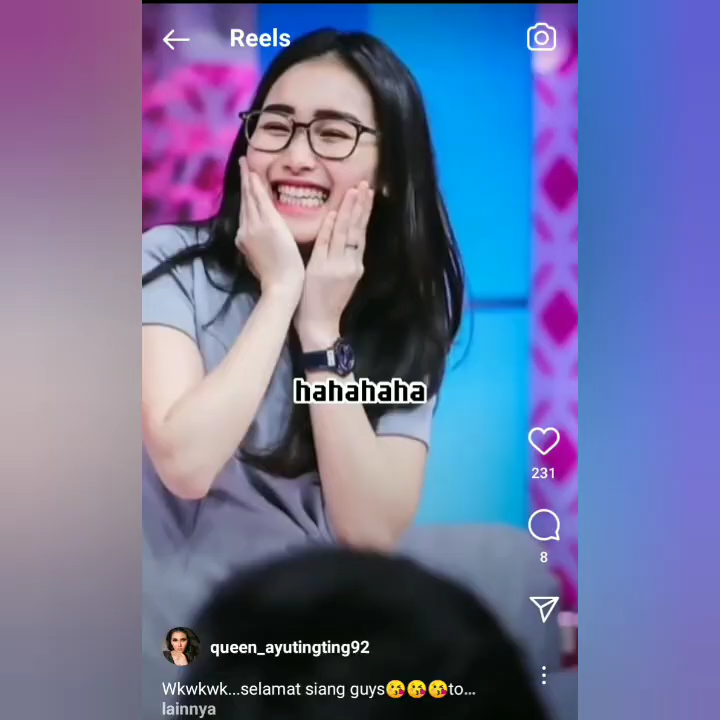 Reels
hahahaha
231
8
queen_ayutingting92
Wkwkwk...selamat siang guys😘😘😘to...
lainnya